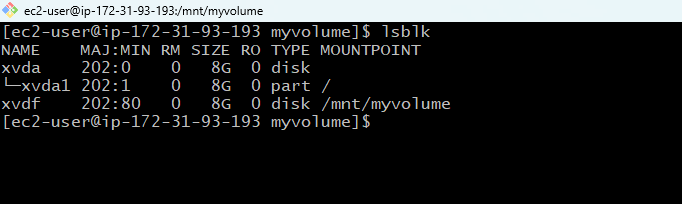 ec2-user@ip-172-31-93-193:/mnt/myvolume
[ec2-user@ip-172-31-93-193 myvolume]$ lsblk
NAME    MAJ:MIN RM SIZE RO TYPE MOUNTPOINT
xvda    202:0    0   8G  0 disk
└─xvda1 202:1    0   8G  0 part /
xvdf    202:80   0   8G  0 disk /mnt/myvolume
[ec2-user@ip-172-31-93-193 myvolume]$